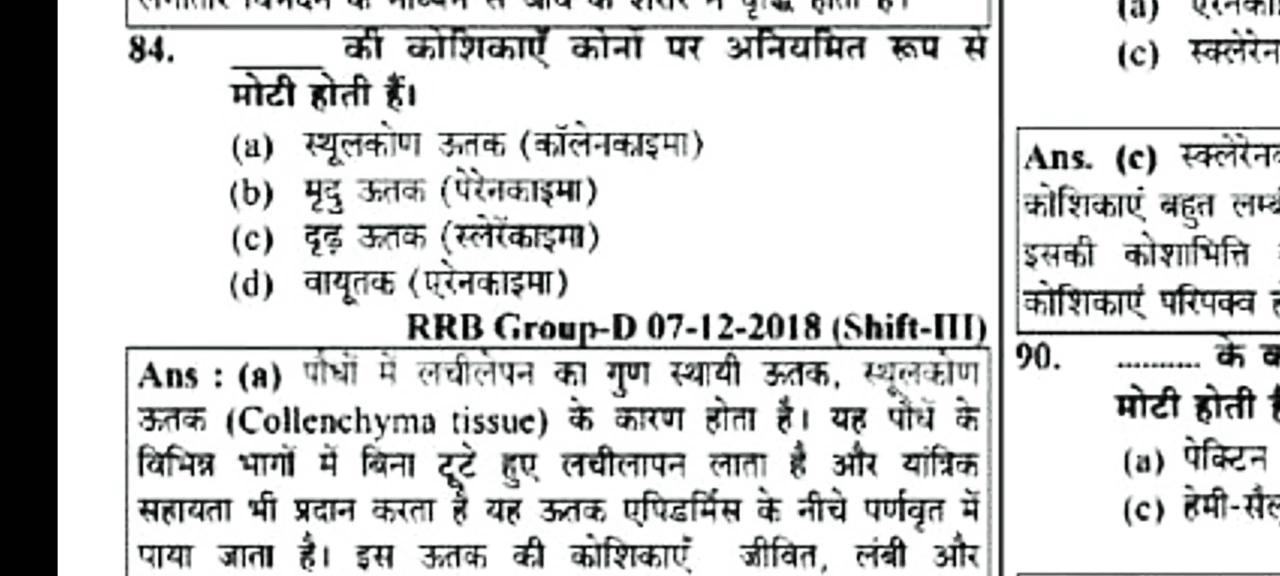 84. ______ की कोशिकाएँ कोनों पर अनियमित रूप से
मोटी होती हैं।
(a) स्थूलकोण ऊतक (कॉलेनकाइमा)
(b) मृदु ऊतक (पेरेनकाइमा)
(c) दृढ़ ऊतक (स्लेरेंकाइमा)
(d) वायूतक (एरेनकाइमा)
RRB Group-D 07-12-2018 (Shift-III)
Ans : (a) पौधों में लचीलेपन का गुण स्थायी ऊतक, स्थूलकोण
ऊतक (Collenchyma tissue) के कारण होता है। यह पौधें के
विभिन्न भागों में बिना टूटे हुए लचीलापन लाता है और यांत्रिक
सहायता भी प्रदान करता है यह ऊतक एपिडर्मिस के नीचे पर्णवृत में
पाया जाता है। इस ऊतक की कोशिकाएँ जीवित, लंबी और
(a)
(c)
Ans. (c)
कोशिकाएं बहुत
इसकी कोशाभित्ति
कोशिकाएं परिपक्व
90. .......... के
मोटी होती
(a) पेक्टिन
(c)